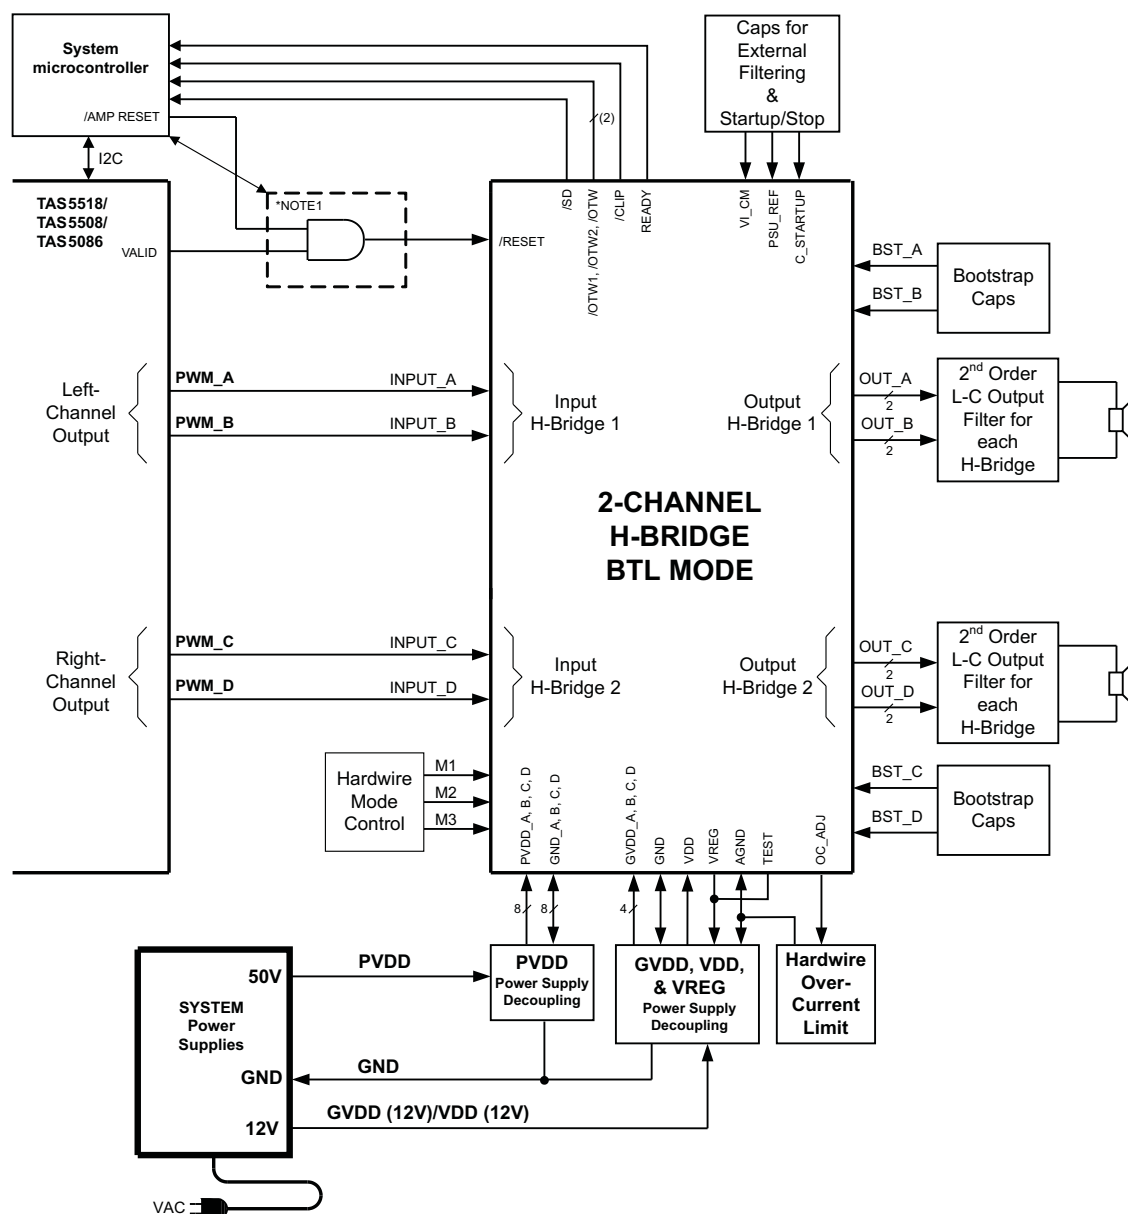 System
microcontroller
/AMP RESET
I2C
TAS5518/
TAS5508/
TAS5086
VALID
*NOTE1
/RESET
/SD
/OTW1, /OTW2, /OTW
(2)
/CLIP
READY
Caps for
External
Filtering
&
Startup/Stop
VI_CM
PSU_REF
C_STARTUP
BST_A
BST_B
Bootstrap
Caps
Left-
Channel
Output
PWM_A
INPUT_A
PWM_B
INPUT_B
Input
H-Bridge 1
Output
H-Bridge 1
OUT_A
2
OUT_B
2
2nd Order
L-C Output
Filter for
each
H-Bridge
2-CHANNEL
H-BRIDGE
BTL MODE
Right-
Channel
Output
PWM_C
INPUT_C
PWM_D
INPUT_D
Input
H-Bridge 2
Output
H-Bridge 2
OUT_C
2
OUT_D
2
2nd Order
L-C Output
Filter for
each
H-Bridge
Hardwire
Mode
Control
M1
M2
M3
PVDD_A, B, C, D
GND_A, B, C, D
GVDD_A, B, C, D
GND
VDD
VREG
AGND
TEST
OC_ADJ
BST_C
BST_D
Bootstrap
Caps
8
8
4
50V
PVDD
SYSTEM
Power
Supplies
PVDD
Power Supply
Decoupling
GVDD, VDD,
& VREG
Power Supply
Decoupling
Hardwire
Over-
Current
Limit
GND
GND
12V
GVDD (12V)/VDD (12V)
VAC